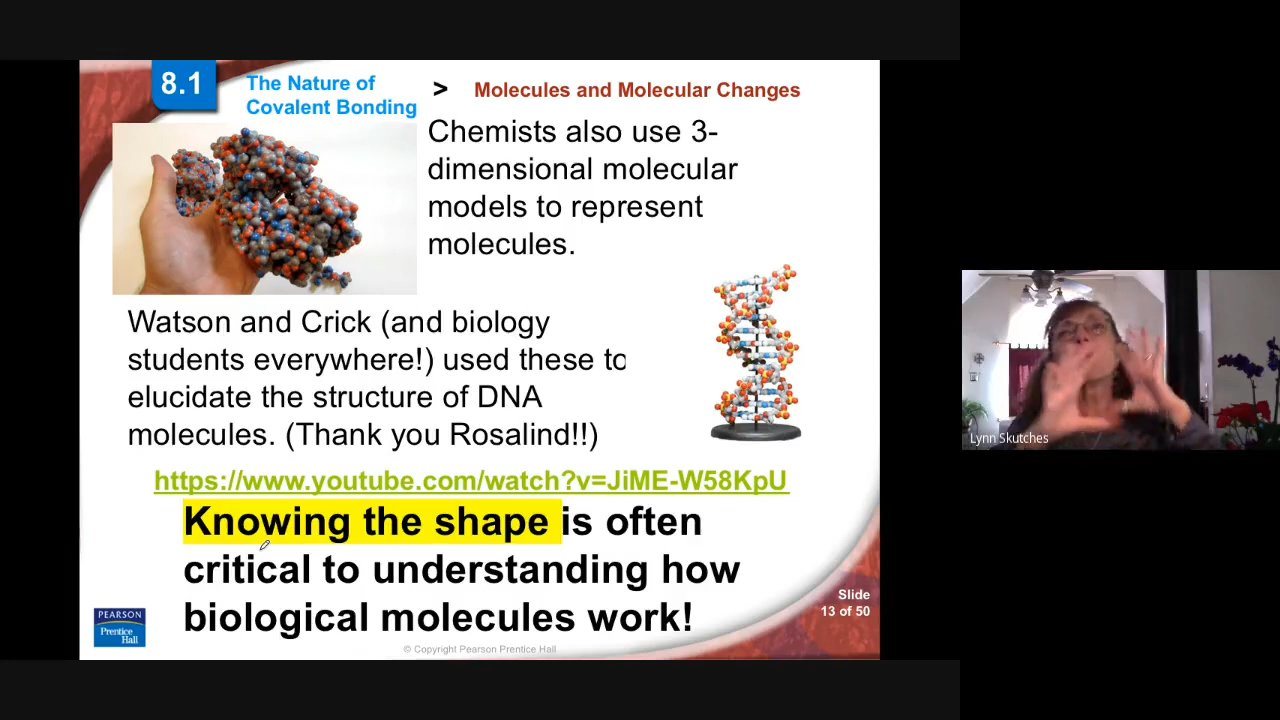 8.1
The Nature of
Covalent Bonding
>
Molecules and Molecular Changes
Chemists also use 3-
dimensional molecular
models to represent
molecules.
Watson and Crick (and biology
students everywhere!) used these to
elucidate the structure of DNA
molecules. (Thank you Rosalind!!)
https://www.youtube.com/watch?v=JiME-W58KpU
Knowing the shape is often
critical to understanding how
biological molecules work!
Slide
13 of 50
PEARSON
Prentice
Hall
© Copyright Pearson Prentice Hall
Lynn Skutches